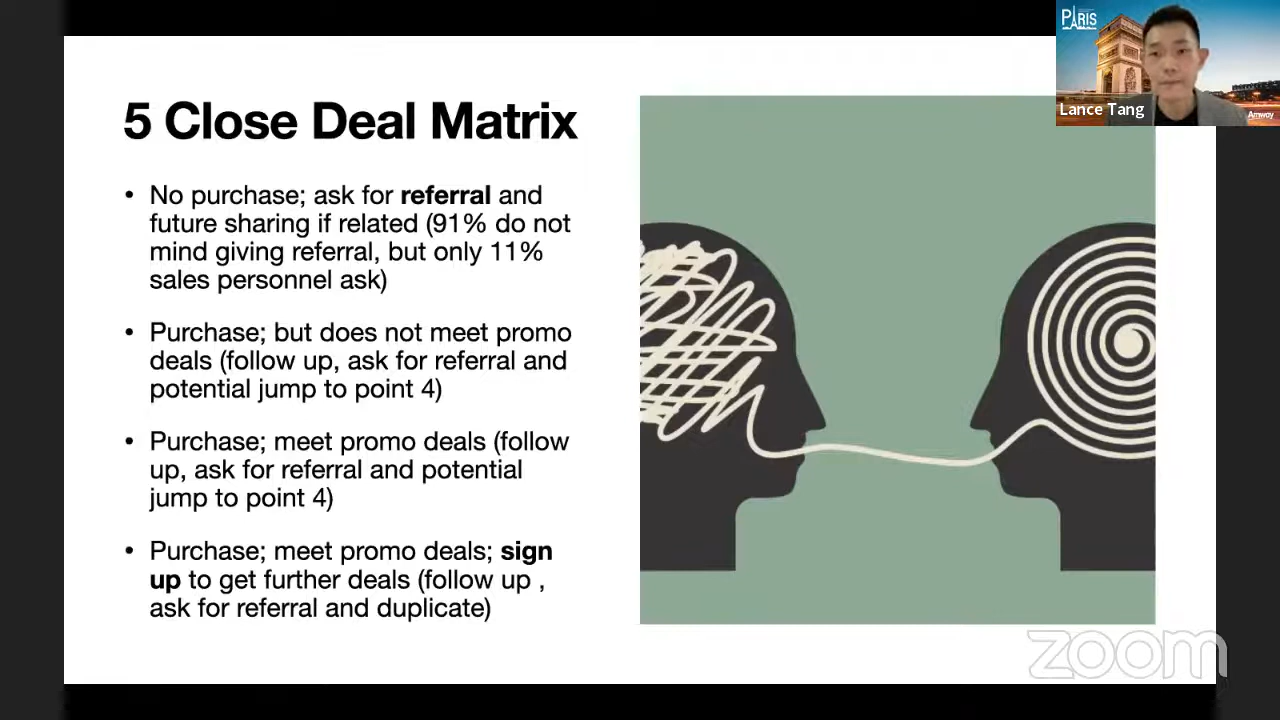 PARIS
Lance Tang
Amway
5 Close Deal Matrix
• No purchase; ask for referral and
future sharing if related (91% do not
mind giving referral, but only 11%
sales personnel ask)
• Purchase; but does not meet promo
deals (follow up, ask for referral and
potential jump to point 4)
• Purchase; meet promo deals (follow
up, ask for referral and potential
jump to point 4)
• Purchase; meet promo deals; sign
up to get further deals (follow up ,
ask for referral and duplicate)
zoom